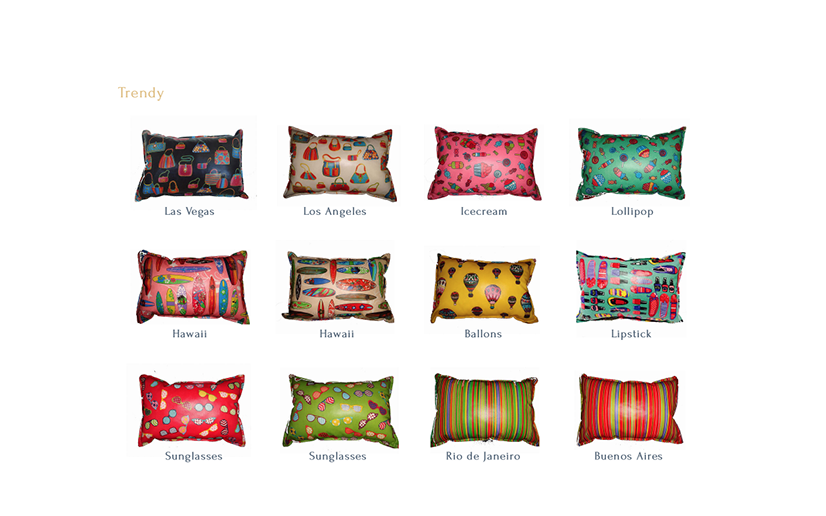 Trendy
Las Vegas
Los Angeles
Icecream
Lollipop
Hawaii
Hawaii
Ballons
Lipstick
Sunglasses
Sunglasses
Rio de Janeiro
Buenos Aires